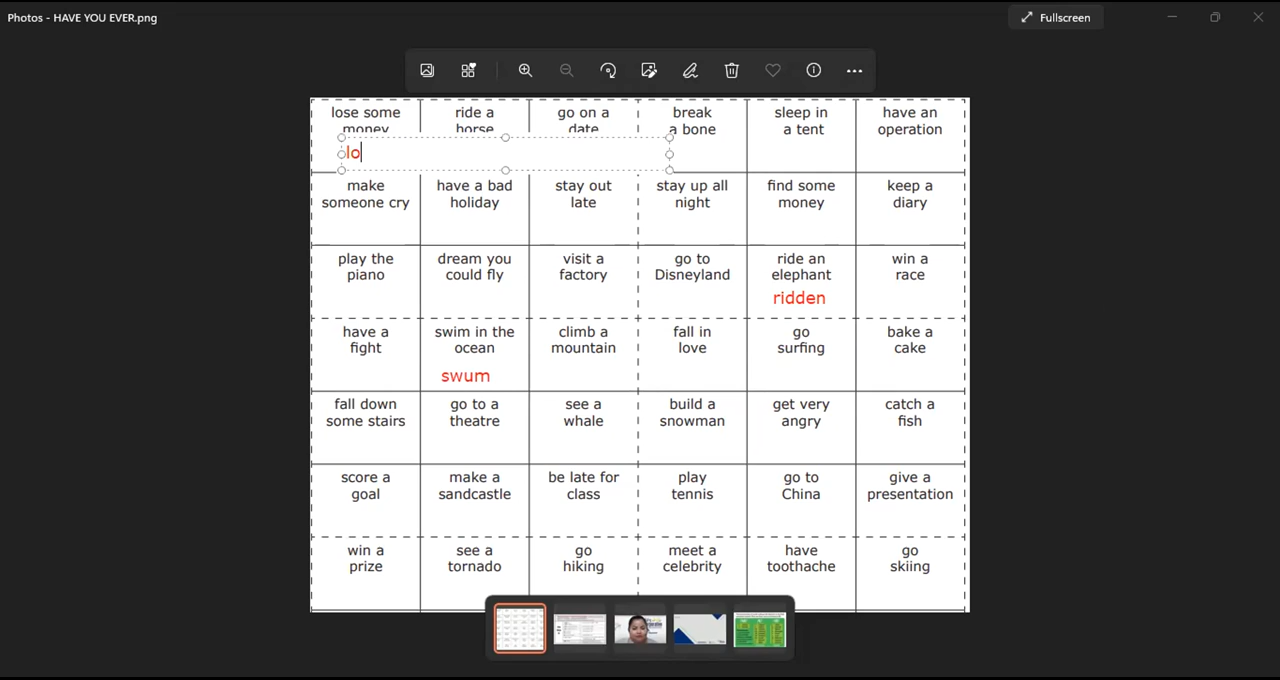 Photos - HAVE YOU EVER.png
Fullscreen
lose some
money
ride a
horse
go on a
date
break
a bone
sleep in
a tent
have an
operation
lo
make
someone cry
have a bad
holiday
stay out
late
stay up all
night
find some
money
keep a
diary
play the
piano
dream you
could fly
visit a
factory
go to
Disneyland
ride an
elephant
ridden
win a
race
have a
fight
swim in the
ocean
swum
climb a
mountain
fall in
love
go
surfing
bake a
cake
fall down
some stairs
go to a
theatre
see a
whale
build a
snowman
get very
angry
catch a
fish
score a
goal
make a
sandcastle
be late for
class
play
tennis
go to
China
give a
presentation
win a
prize
see a
tornado
go
hiking
meet a
celebrity
have
toothache
go
skiing